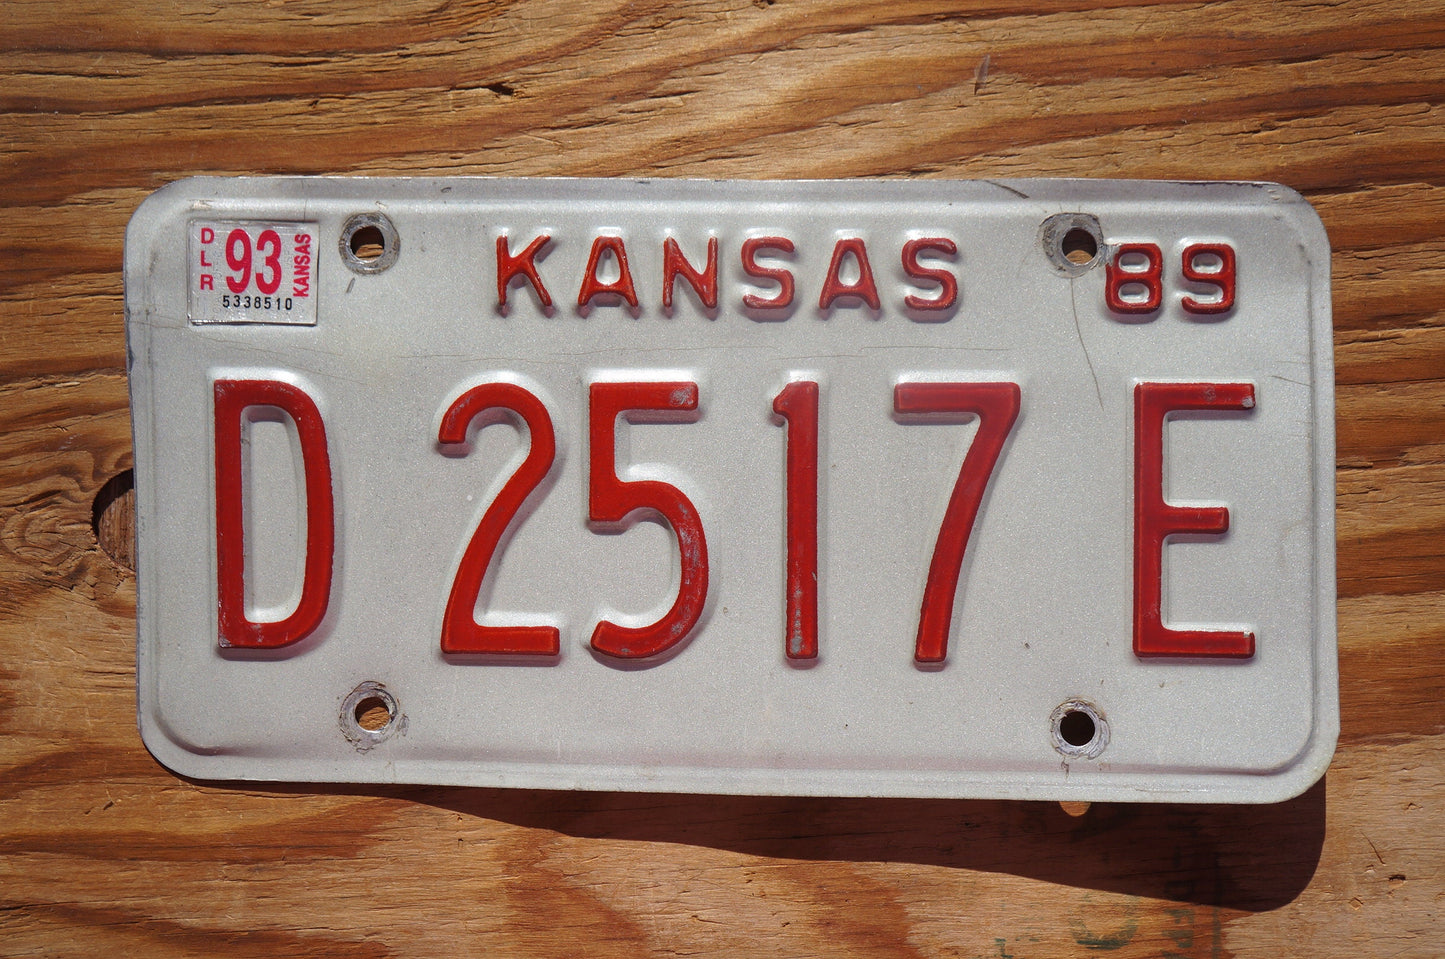 DLR 93 KANSAS
5338510
KANSAS 89
D 2517 E